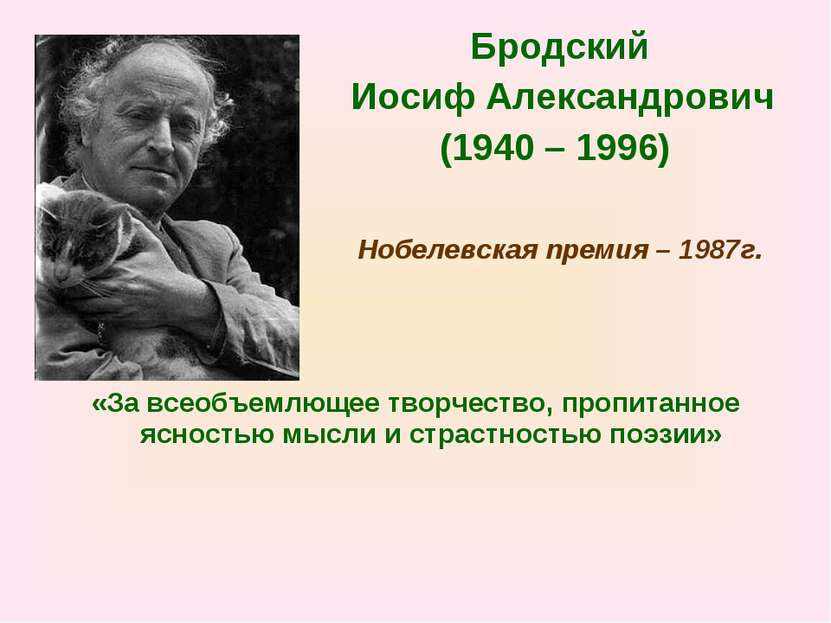 Бродский
Иосиф Александрович
(1940 – 1996)
Нобелевская премия – 1987г.
«За всеобъемлющее творчество, пропитанное
ясностью мысли и страстностью поэзии»